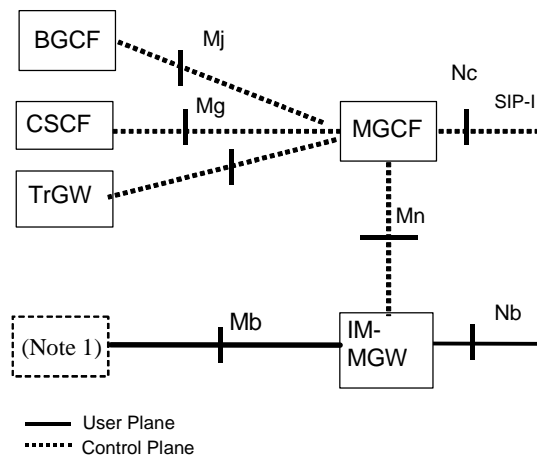 BGCF
Mj
Nc
Mg
SIP-I
CSCF
MGCF
TrGW
Mn
Mb
Nb
(Note 1)
IM-
MGW
User Plane
Control Plane